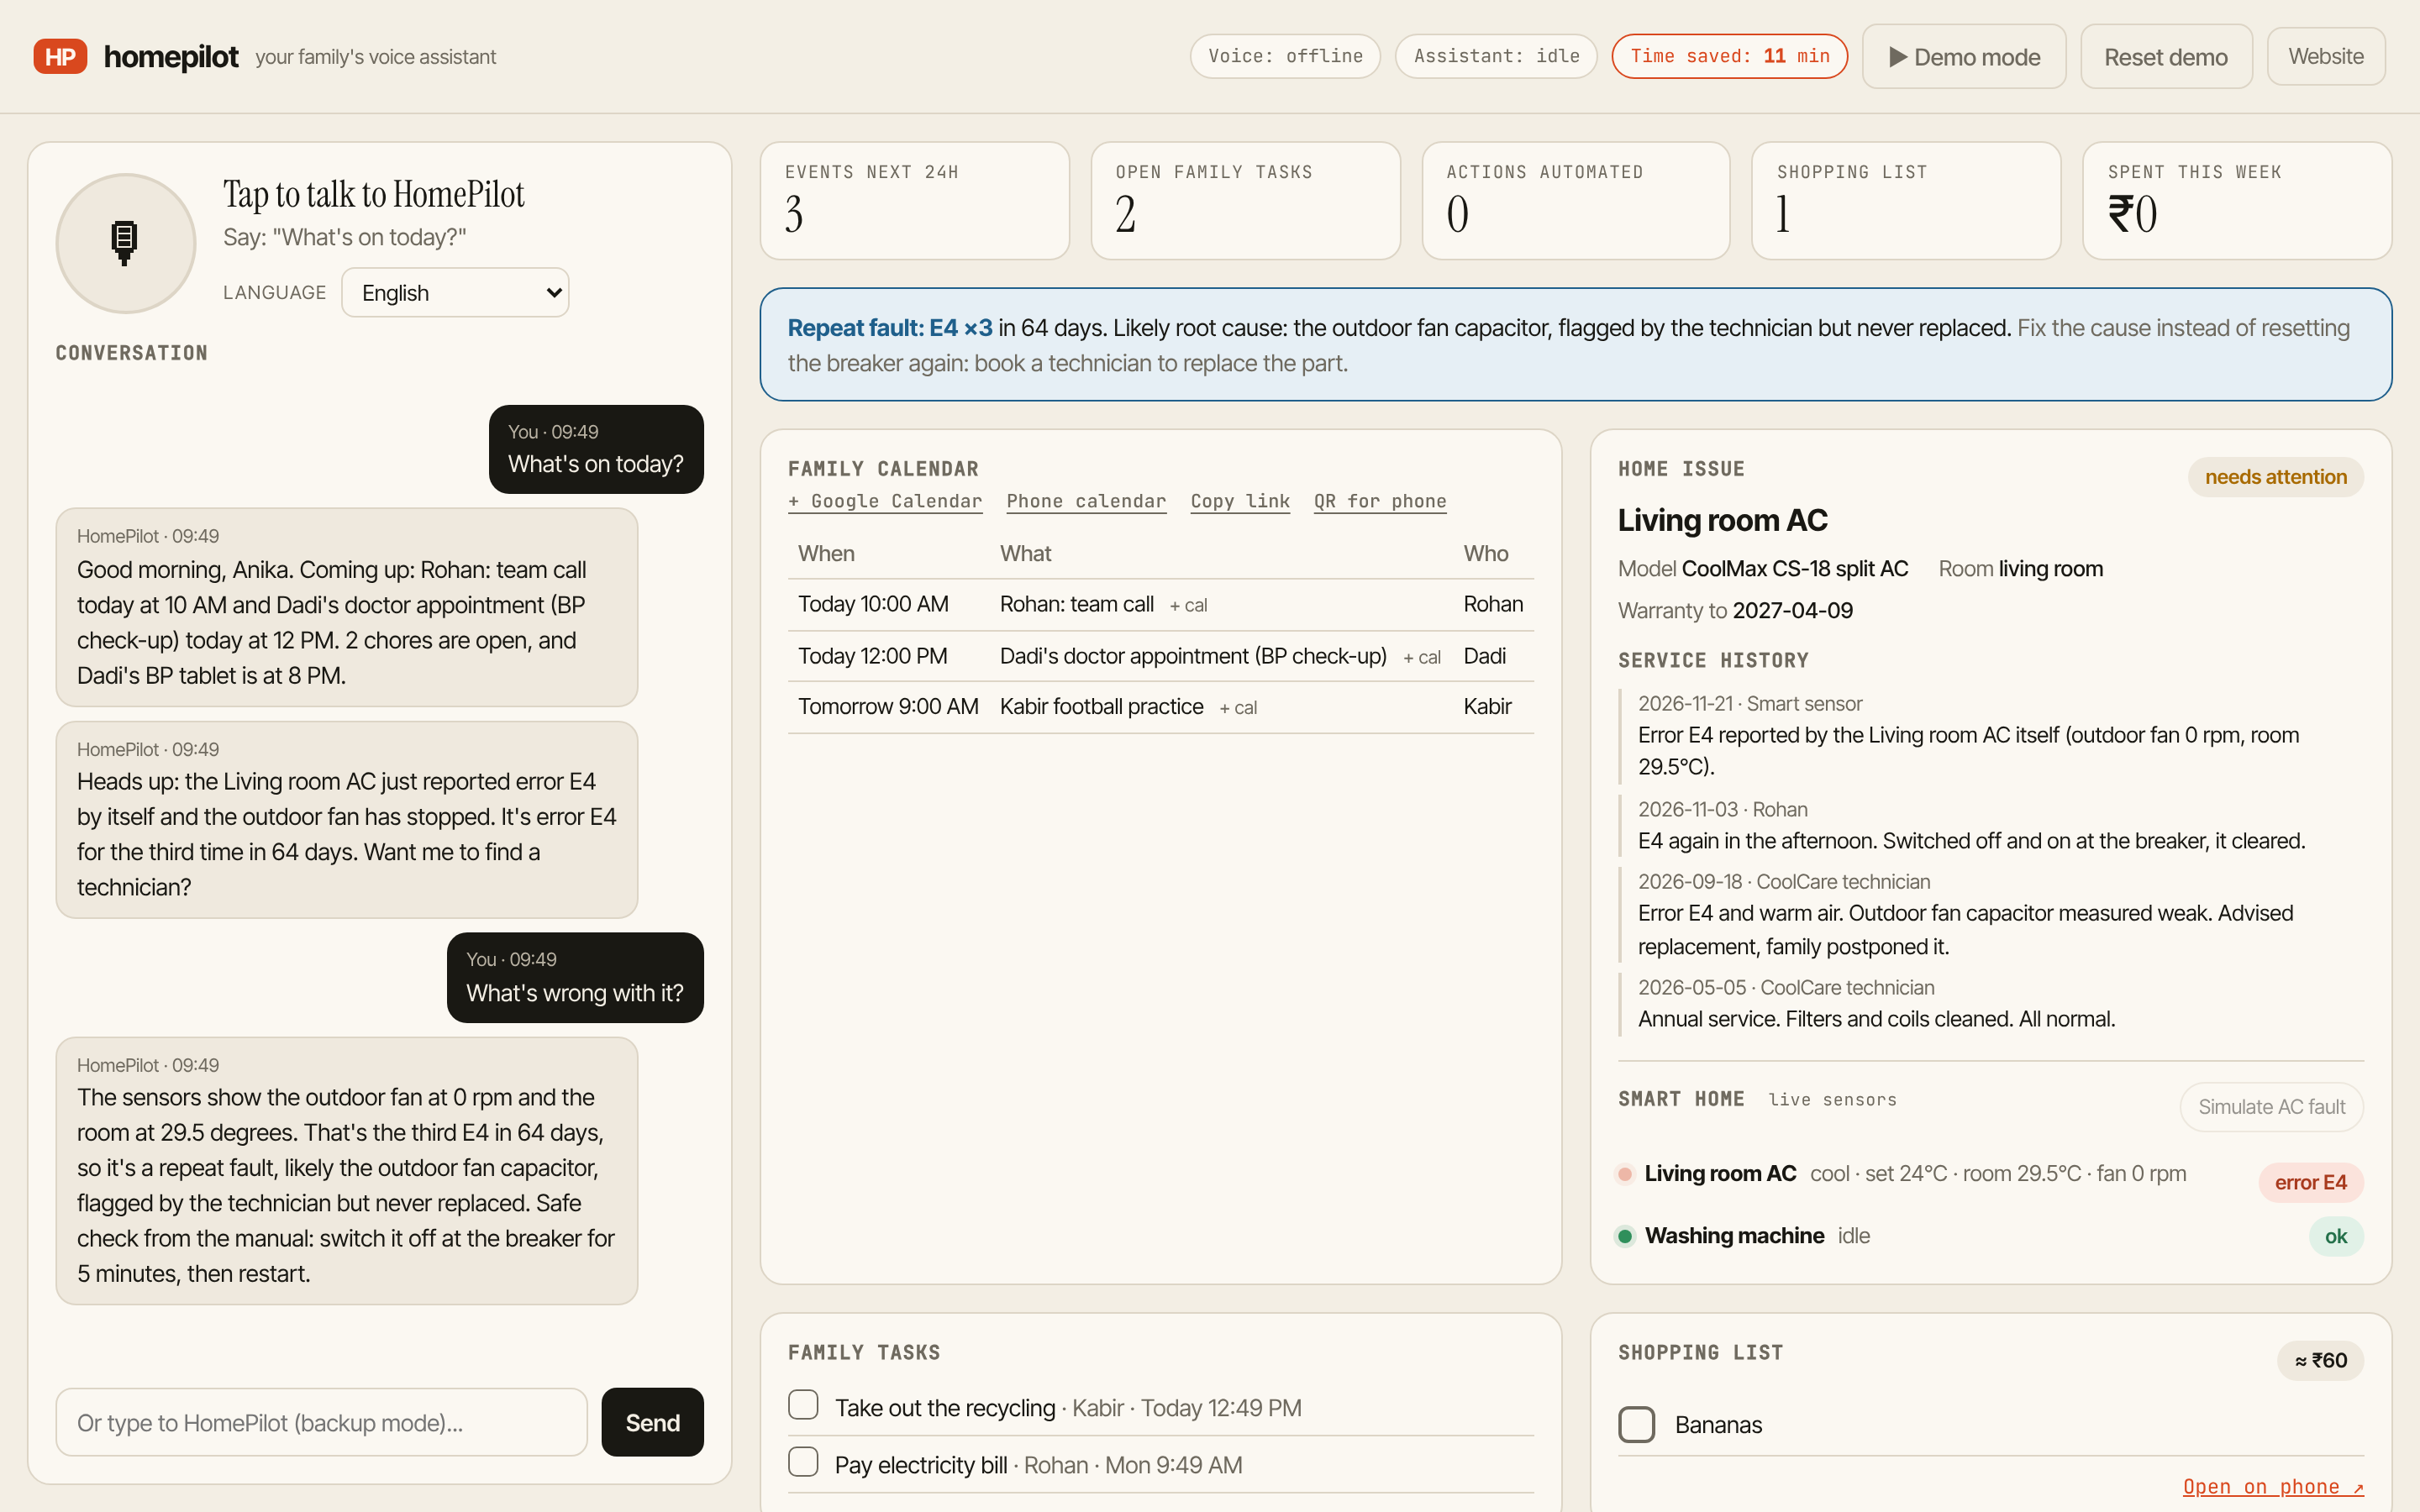 HP homepilot your family's voice assistant
Voice: offline
Assistant: idle
Time saved: 11 min
▶ Demo mode
Reset demo
Website
Tap to talk to HomePilot
Say: "What's on today?"
LANGUAGE English
CONVERSATION
You · 09:49
What's on today?
HomePilot · 09:49
Good morning, Anika. Coming up: Rohan: team call
today at 10 AM and Dadi's doctor appointment (BP
check-up) today at 12 PM. 2 chores are open, and
Dadi's BP tablet is at 8 PM.
HomePilot · 09:49
Heads up: the Living room AC just reported error E4
by itself and the outdoor fan has stopped. It's error E4
for the third time in 64 days. Want me to find a
technician?
You · 09:49
What's wrong with it?
HomePilot · 09:49
The sensors show the outdoor fan at 0 rpm and the
room at 29.5 degrees. That's the third E4 in 64 days,
so it's a repeat fault, likely the outdoor fan capacitor,
flagged by the technician but never replaced. Safe
check from the manual: switch it off at the breaker for
5 minutes, then restart.
Or type to HomePilot (backup mode)...
Send
EVENTS NEXT 24H
3
OPEN FAMILY TASKS
2
ACTIONS AUTOMATED
0
SHOPPING LIST
1
SPENT THIS WEEK
₹0
Repeat fault: E4 ×3 in 64 days. Likely root cause: the outdoor fan capacitor, flagged by the technician but never replaced. Fix the cause instead of resetting
the breaker again: book a technician to replace the part.
FAMILY CALENDAR
+ Google Calendar Phone calendar Copy link QR for phone
When What Who
Today 10:00 AM Rohan: team call + cal Rohan
Today 12:00 PM Dadi's doctor appointment (BP check-up) + cal Dadi
Tomorrow 9:00 AM Kabir football practice + cal Kabir
HOME ISSUE
needs attention
Living room AC
Model CoolMax CS-18 split AC Room living room
Warranty to 2027-04-09
SERVICE HISTORY
2026-11-21 · Smart sensor
Error E4 reported by the Living room AC itself (outdoor fan 0 rpm, room
29.5°C).
2026-11-03 · Rohan
E4 again in the afternoon. Switched off and on at the breaker, it cleared.
2026-09-18 · CoolCare technician
Error E4 and warm air. Outdoor fan capacitor measured weak. Advised
replacement, family postponed it.
2026-05-05 · CoolCare technician
Annual service. Filters and coils cleaned. All normal.
SMART HOME live sensors
Simulate AC fault
Living room AC cool · set 24°C · room 29.5°C · fan 0 rpm
error E4
Washing machine idle
ok
FAMILY TASKS
Take out the recycling · Kabir · Today 12:49 PM
Pay electricity bill · Rohan · Mon 9:49 AM
SHOPPING LIST
≈ ₹60
Bananas
Open on phone ↗